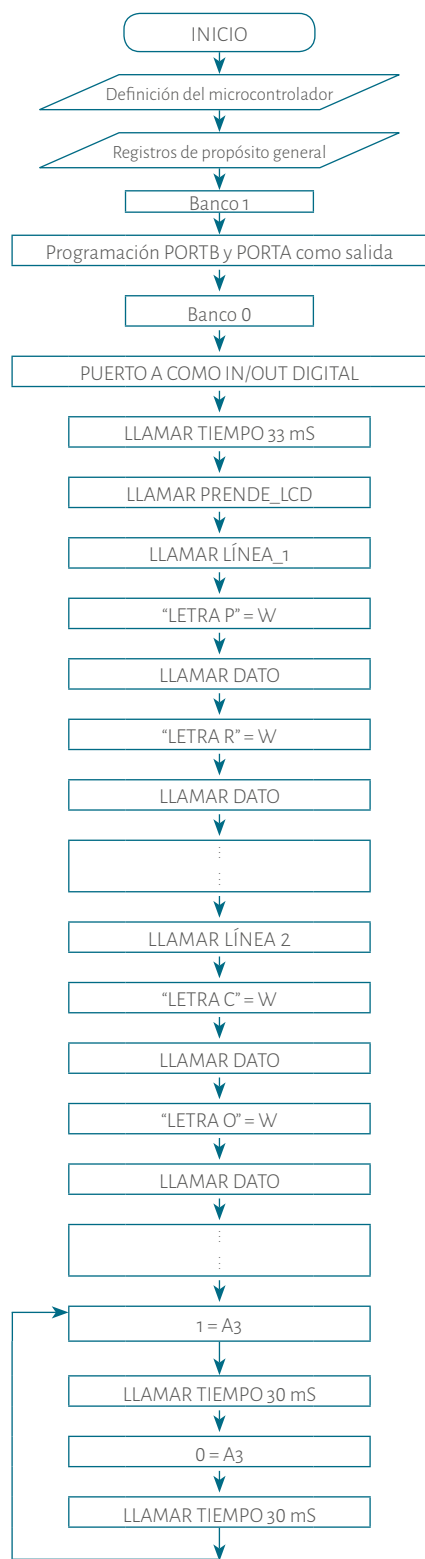 INICIO
Definición del microcontrolador
Registros de propósito general
Banco 1
Programación PORTB y PORTA como salida
Banco 0
PUERTO A COMO IN/OUT DIGITAL
LLAMAR TIEMPO 33 mS
LLAMAR PRENDE_LCD
LLAMAR LÍNEA_1
“LETRA P” = W
LLAMAR DATO
“LETRA R” = W
LLAMAR DATO
⋮
⋮
LLAMAR LÍNEA 2
“LETRA C” = W
LLAMAR DATO
“LETRA O” = W
LLAMAR DATO
⋮
⋮
1 = A3
LLAMAR TIEMPO 30 mS
0 = A3
LLAMAR TIEMPO 30 mS